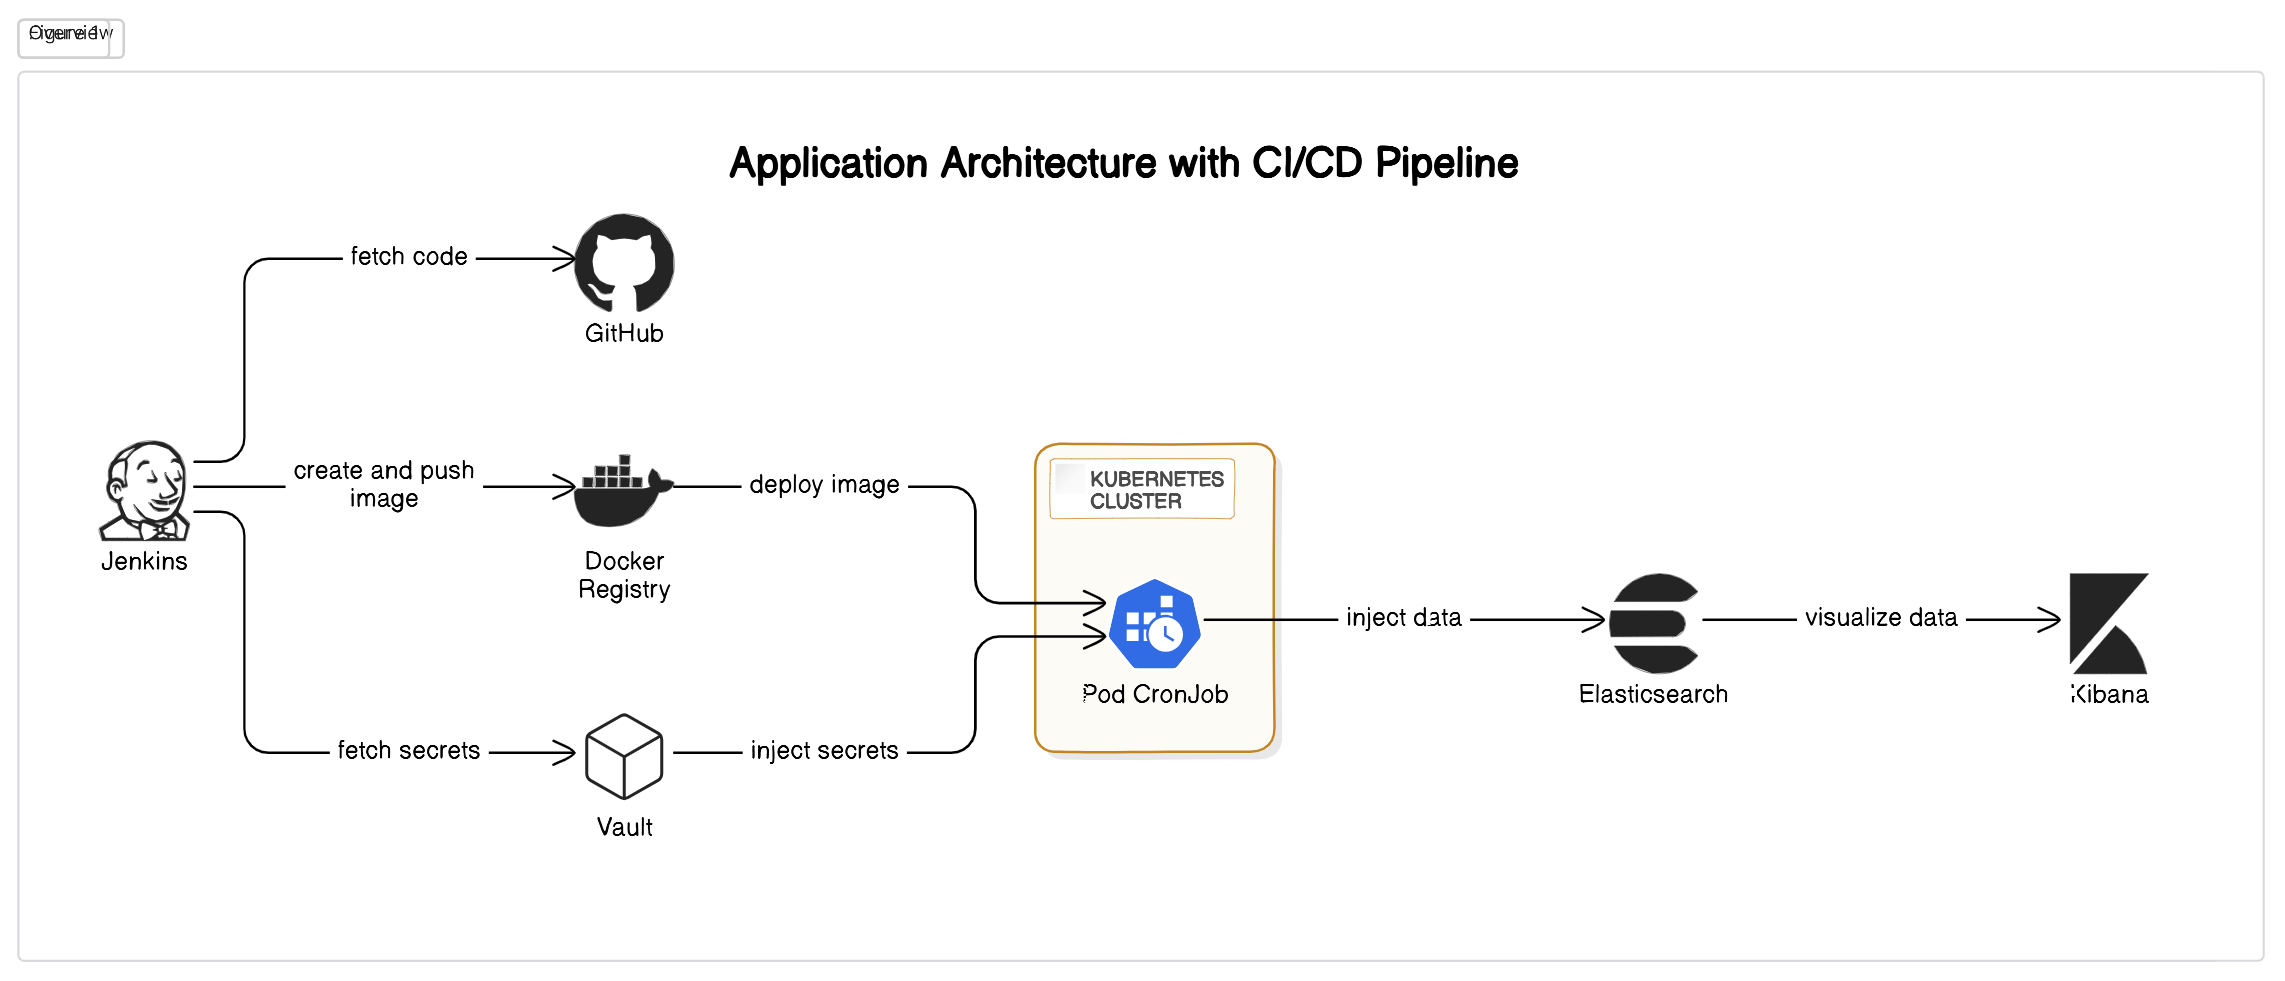 Application Architecture with CI/CD Pipeline
fetch code
GitHub
create and push
image
deploy image
KUBERNETES
CLUSTER
Jenkins
Docker
Registry
inject data
visualize data
Pod CronJob
Elasticsearch
Kibana
fetch secrets
inject secrets
Vault